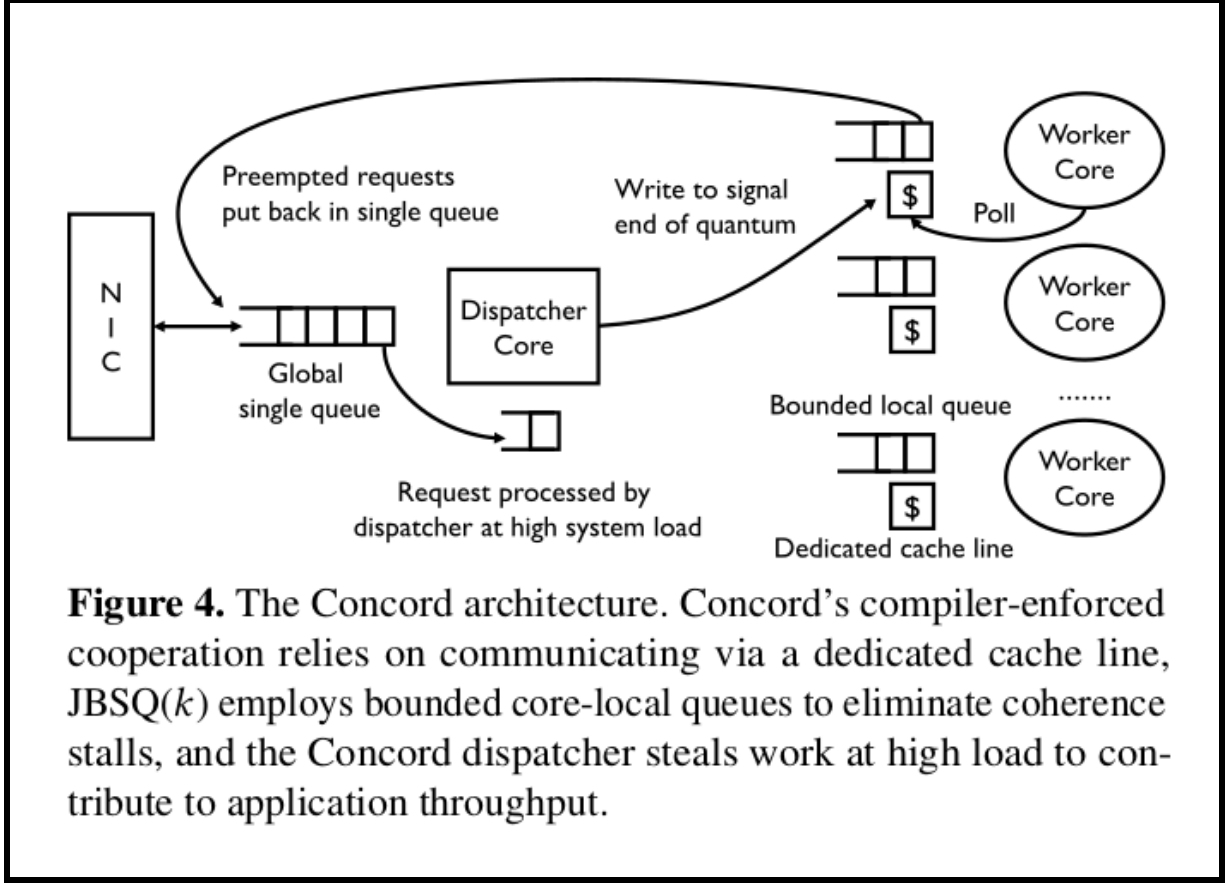 Preempted requests
put back in single queue
Write to signal
end of quantum
Worker
Core
$
Poll
N
I
C
Dispatcher
Core
Worker
Core
$
Global
single queue
Bounded local queue
.......
Worker
Core
$
Request processed by
dispatcher at high system load
Dedicated cache line
Figure 4. The Concord architecture. Concord’s compiler-enforced
cooperation relies on communicating via a dedicated cache line,
JBSQ(k) employs bounded core-local queues to eliminate coherence
stalls, and the Concord dispatcher steals work at high load to con-
tribute to application throughput.